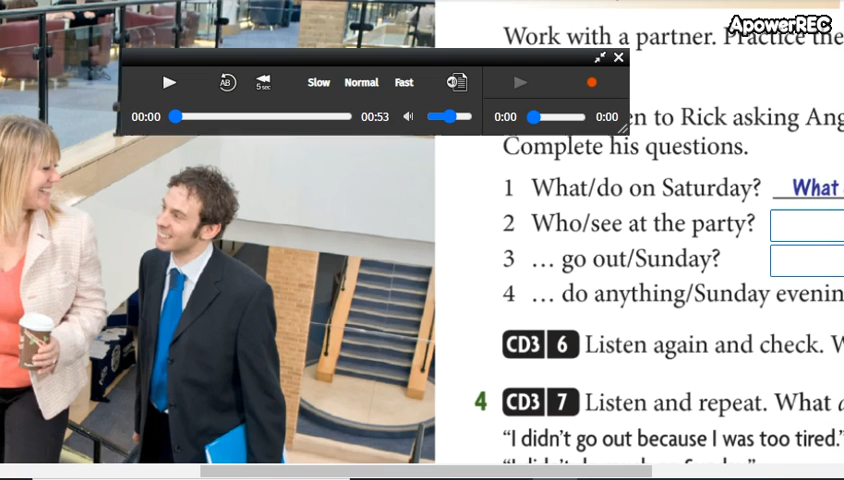 ApowerREC
Work with a partner. Practice the
AB
5 sec
Slow Normal Fast
00:00 00:53 0:00 0:00
en to Rick asking Ang
Complete his questions.
1 What/do on Saturday? What
2 Who/see at the party?
3 … go out/Sunday?
4 … do anything/Sunday evenin
CD3 6 Listen again and check. W
4 CD3 7 Listen and repeat. What a
"I didn't go out because I was too tired."